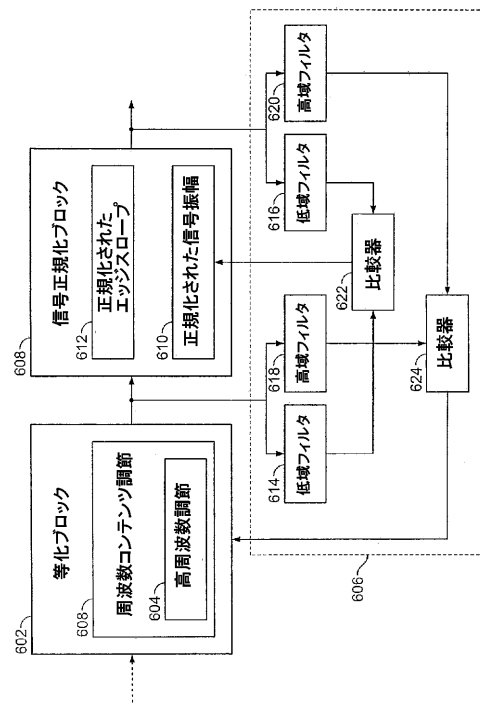 602
等化ブロック
608
周波数コンテンツ調節
604
高周波数調節
608
信号正規化ブロック
612
正規化された
エッジスロープ
610
正規化された信号振幅
606
614
低域フィルタ
618
高域フィルタ
616
低域フィルタ
620
高域フィルタ
622
比較器
624
比較器